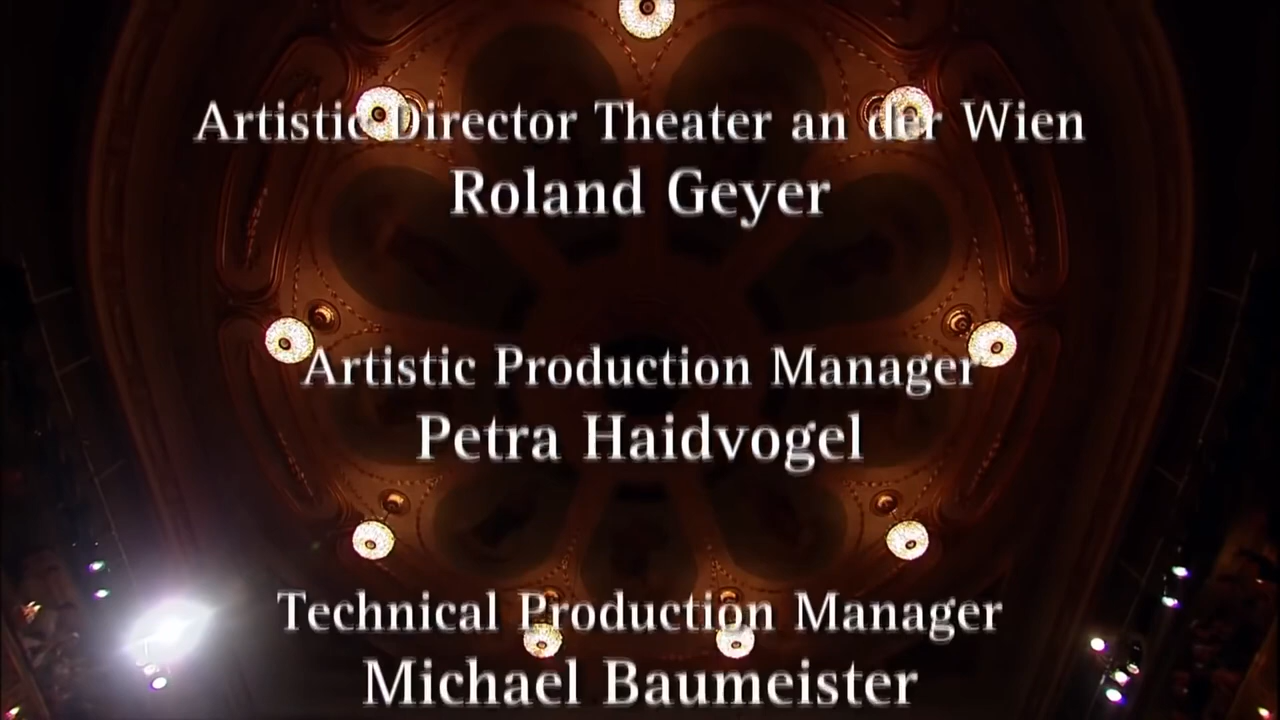 Artistic Director Theater an der Wien
Roland Geyer
Artistic Production Manager
Petra Haidvogel
Technical Production Manager
Michael Baumeister